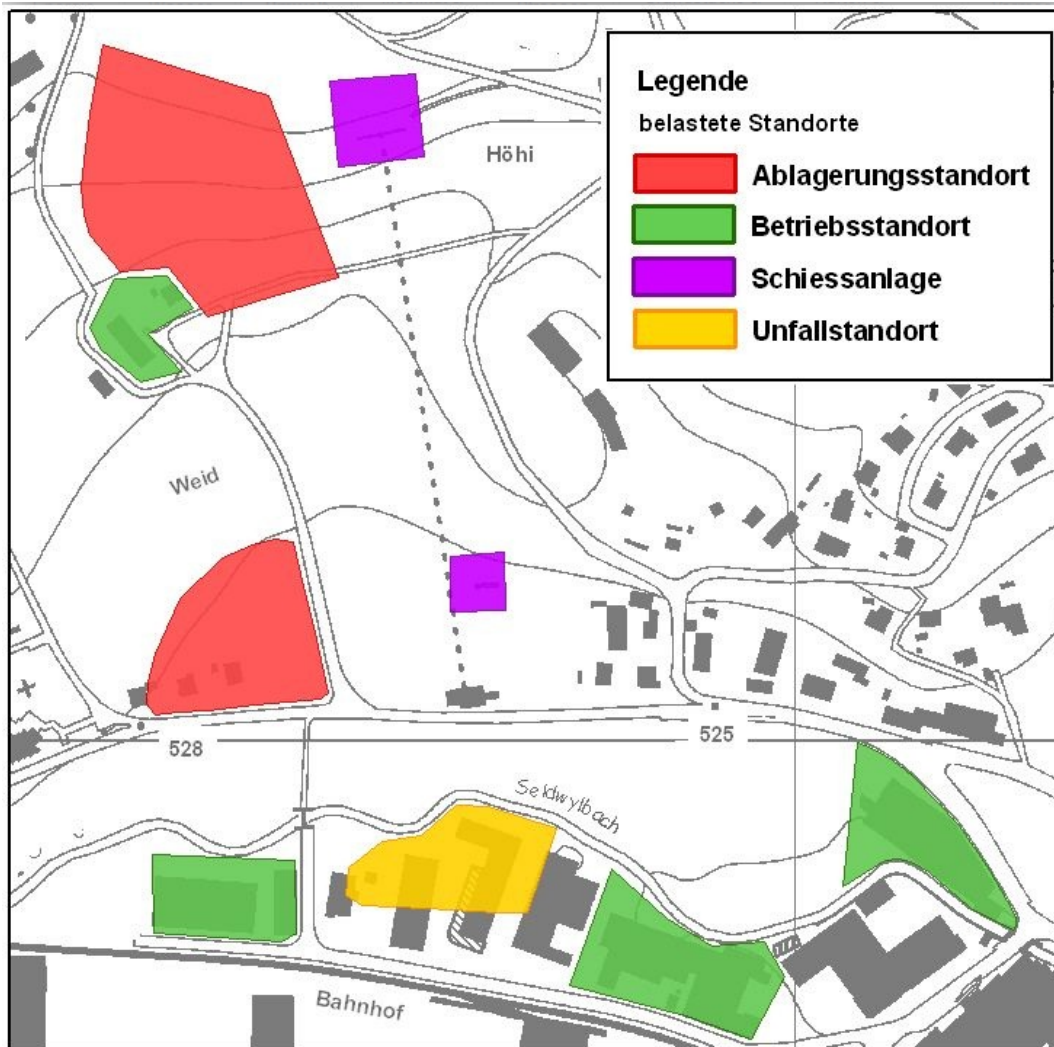 Legende
belastete Standorte
Ablagerungsstandort
Betriebsstandort
Schiessanlage
Unfallstandort
Höhi
Weid
528
525
Seldwylbach
Bahnhof